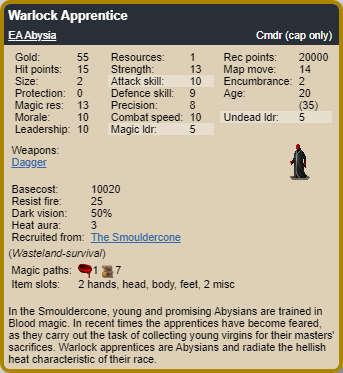 Warlock Apprentice
EA Abysia Cmdr (cap only)
Gold: 55 Resources: 1 Rec points: 20000
Hit points: 15 Strength: 13 Map move: 14
Size: 2 Attack skill: 10 Encumbrance: 2
Protection: 0 Defence skill: 9 Age: 20
Magic res: 13 Precision: 8 (35)
Morale: 10 Combat speed: 10 Undead ldr: 5
Leadership: 10 Magic ldr: 5
Weapons:
Dagger
Basecost: 10020
Resist fire: 25
Dark vision: 50%
Heat aura: 3
Recruited from: The Smouldercone
(Wasteland-survival)
Magic paths: 1 7
Item slots: 2 hands, head, body, feet, 2 misc
In the Smouldercone, young and promising Abysians are trained in
Blood magic. In recent times the apprentices have become feared,
as they carry out the task of collecting young virgins for their masters'
sacrifices. Warlock apprentices are Abysians and radiate the hellish
heat characteristic of their race.